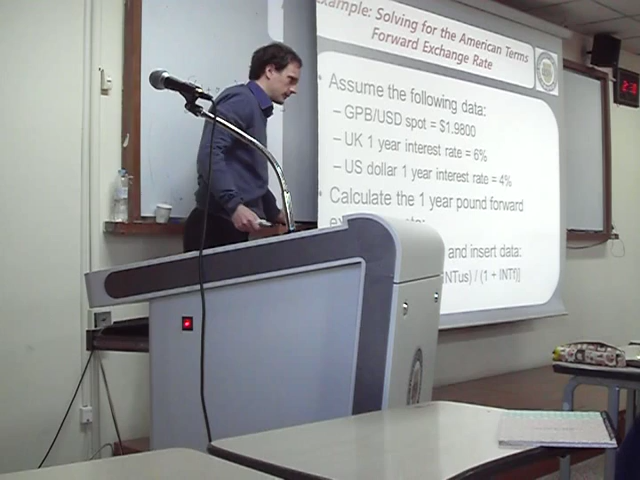 Example: Solving for the American Terms
Forward Exchange Rate
Assume the following data:
– GPB/USD spot = $1.9800
– UK 1 year interest rate = 6%
– US dollar 1 year interest rate = 4%
Calculate the 1 year pound forward
and insert data:
NTus) / (1 + INTf)]